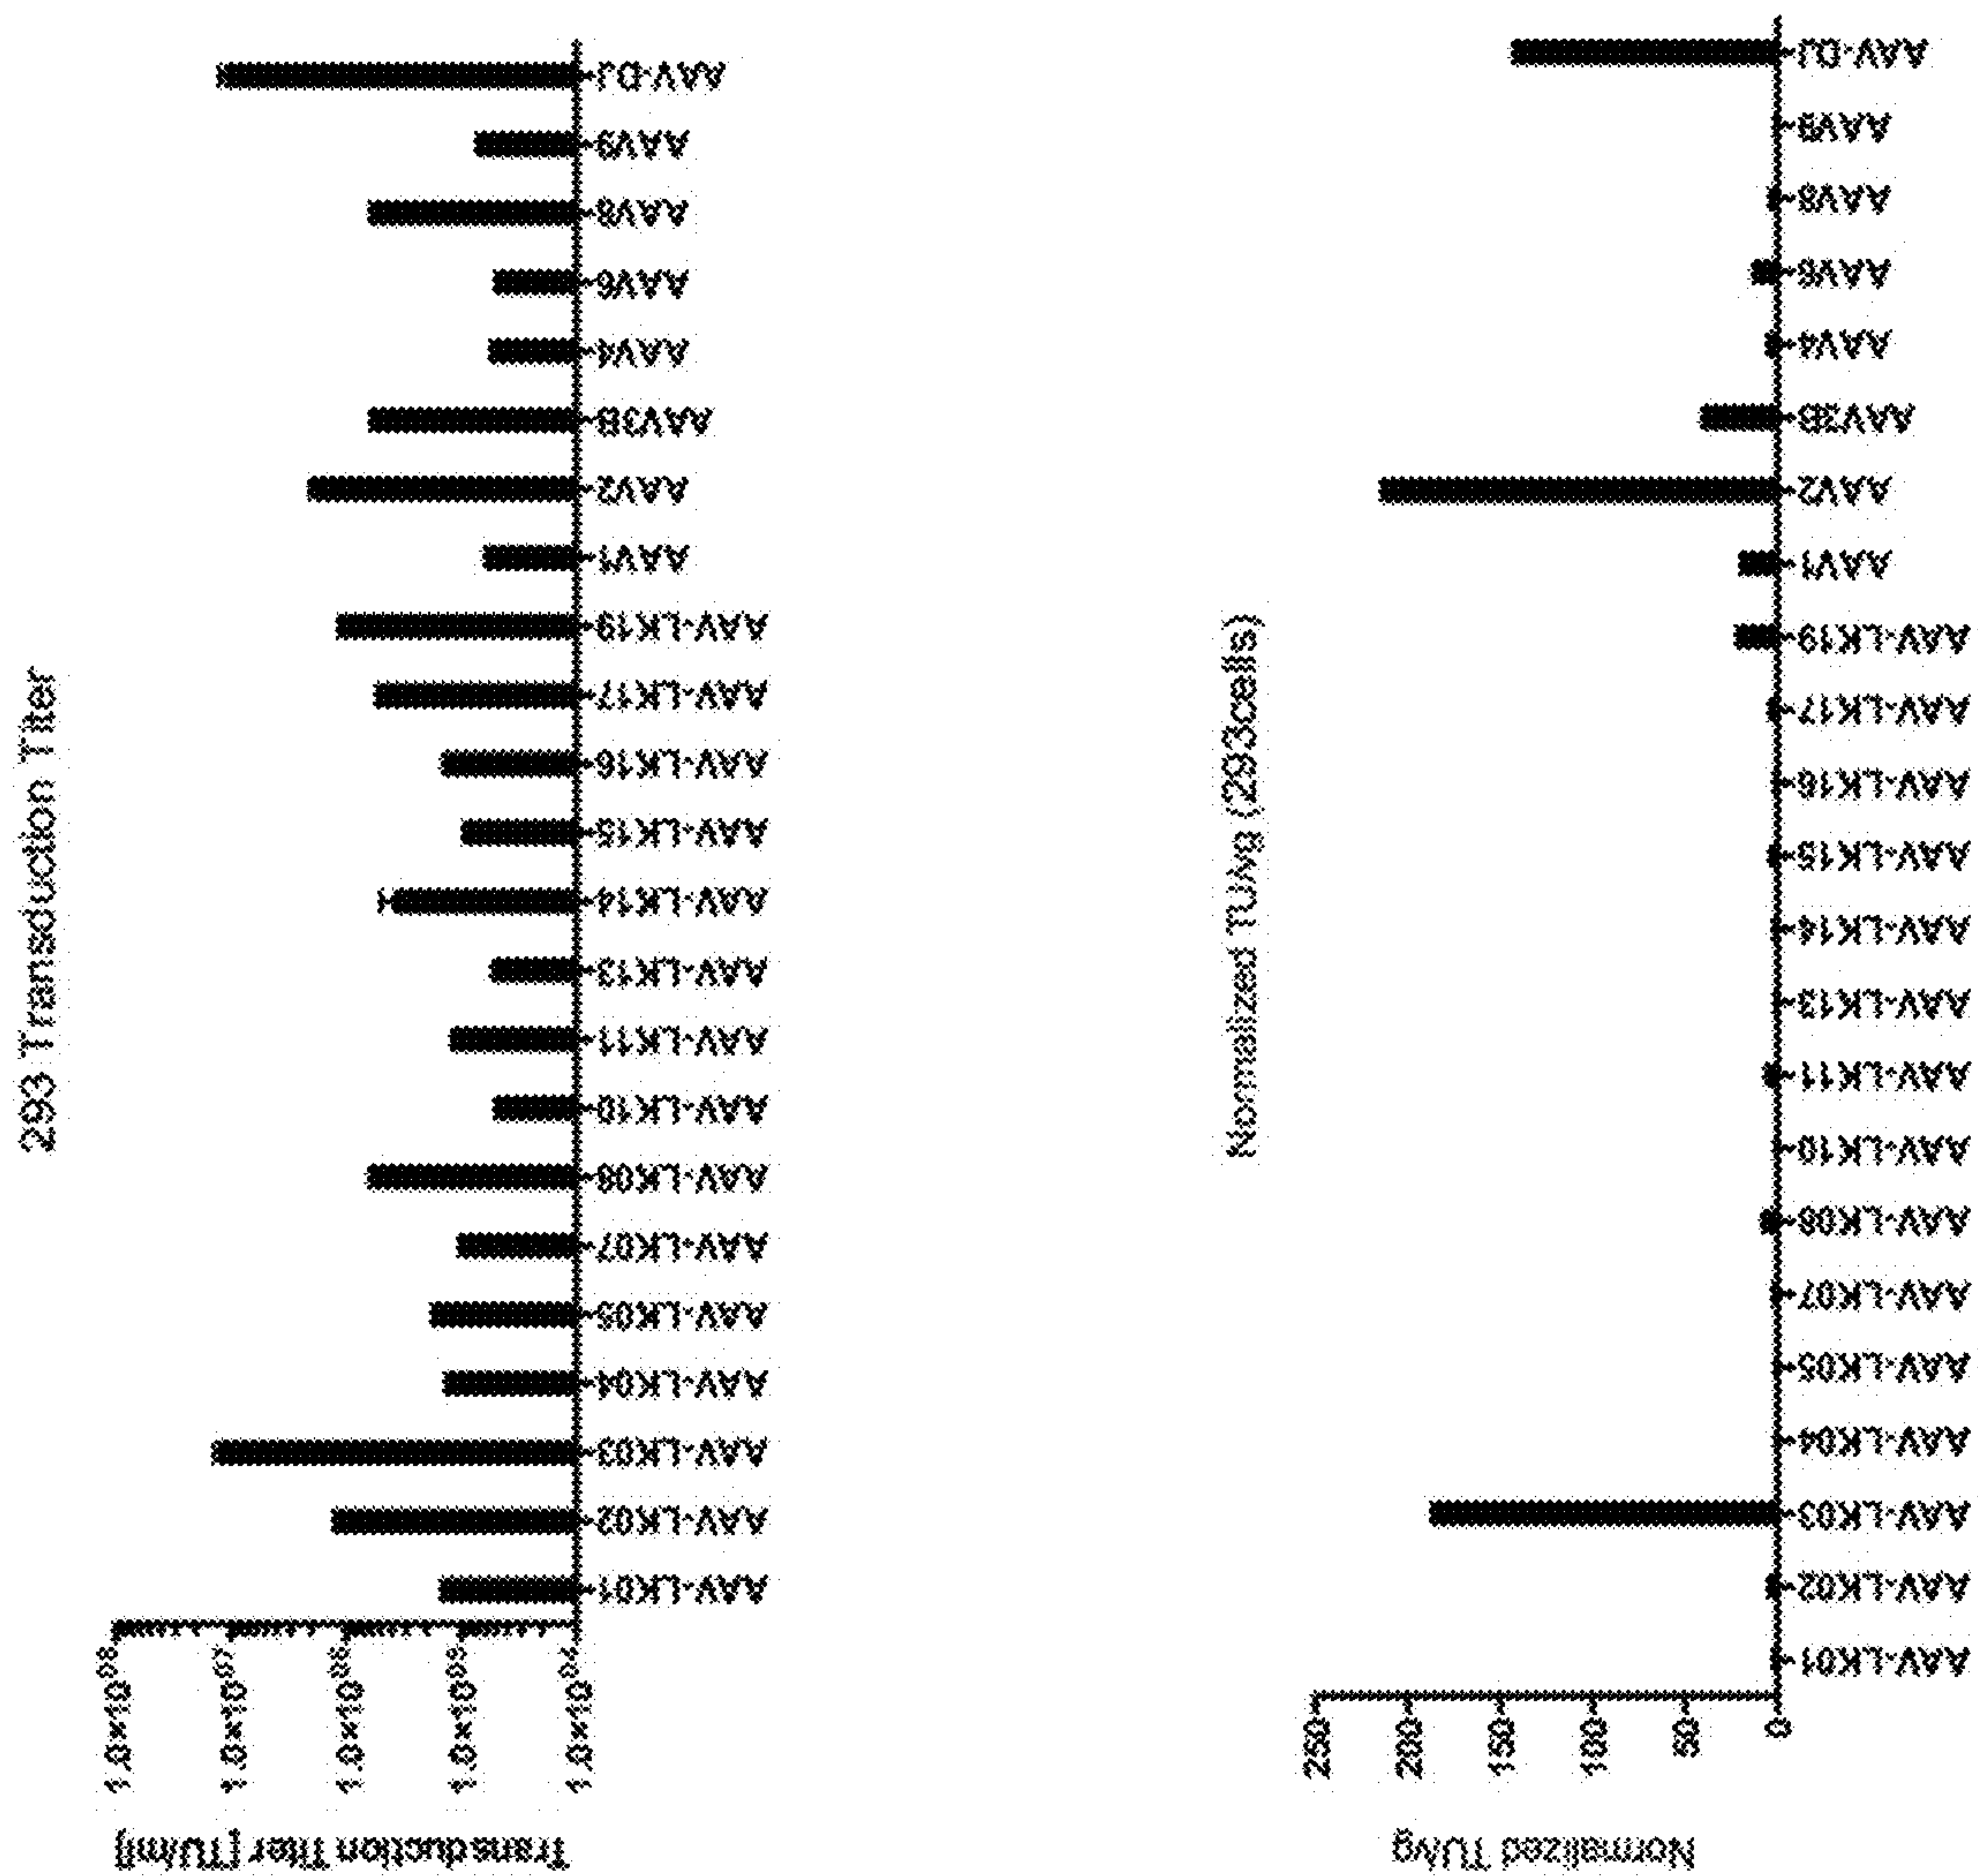 293 Transduction Titer
Transduction Titer [TU/ml]
1.0×10^08
1.0×10^07
1.0×10^06
1.0×10^05
1.0×10^04
AAV-LK01
AAV-LK02
AAV-LK03
AAV-LK04
AAV-LK05
AAV-LK07
AAV-LK08
AAV-LK10
AAV-LK11
AAV-LK13
AAV-LK14
AAV-LK15
AAV-LK16
AAV-LK17
AAV-LK19
AAV1
AAV2
AAV3B
AAV4
AAV6
AAV8
AAV9
AAV-DJ
Normalized TU/vg (293cells)
Normalized TU/vg
250
200
150
100
50
0
AAV-LK01
AAV-LK02
AAV-LK03
AAV-LK04
AAV-LK05
AAV-LK07
AAV-LK08
AAV-LK10
AAV-LK11
AAV-LK13
AAV-LK14
AAV-LK15
AAV-LK16
AAV-LK17
AAV-LK19
AAV1
AAV2
AAV3B
AAV4
AAV6
AAV8
AAV9
AAV-DJ